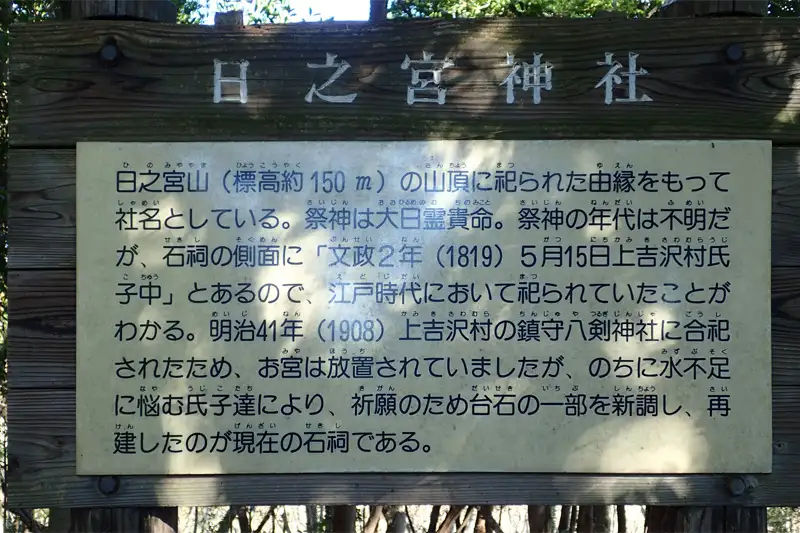 日之宮神社
日之宮山（標高約150m）の山頂に祀られた由縁をもって
社名としている。祭神は大日霊貴命。祭神の年代は不明だ
が、石祠の側面に「文政2年（1819）5月15日上吉沢村氏
子中」とあるので、江戸時代において祀られていたことが
わかる。明治41年（1908）上吉沢村の鎮守八剣神社に合祀
されたため、お宮は放置されていましたが、のちに水不足
に悩む氏子達により、祈願のため台石の一部を新調し、再
建したのが現在の石祠である。